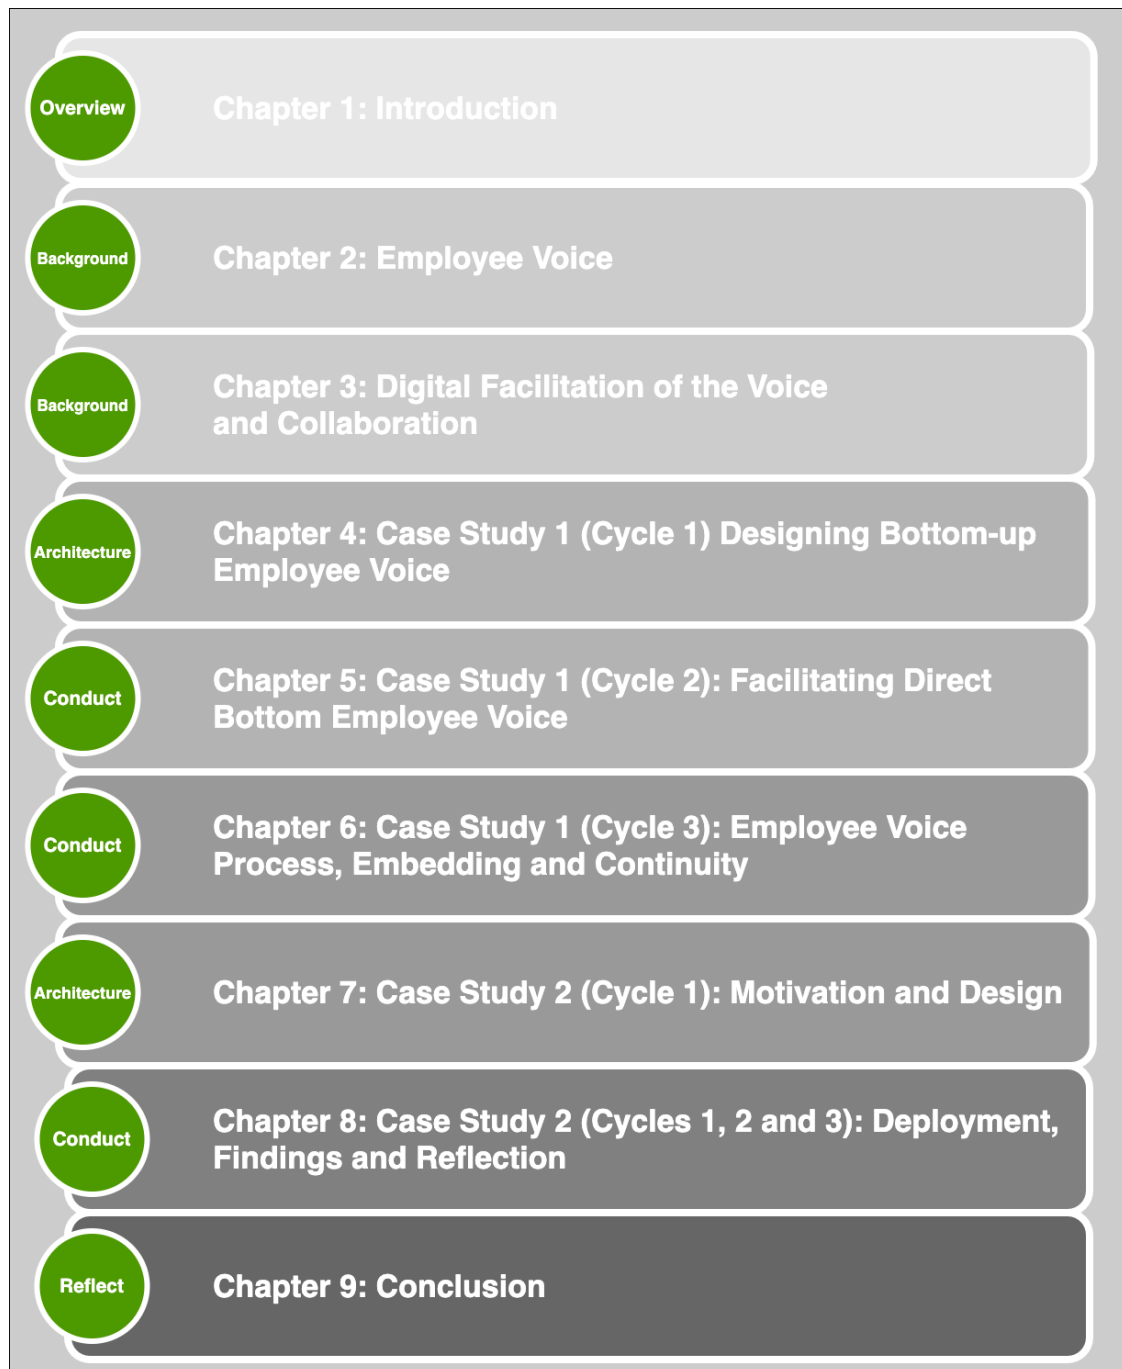 Overview
Chapter 1: Introduction
Background
Chapter 2: Employee Voice
Background
Chapter 3: Digital Facilitation of the Voice
and Collaboration
Architecture
Chapter 4: Case Study 1 (Cycle 1) Designing Bottom-up
Employee Voice
Conduct
Chapter 5: Case Study 1 (Cycle 2): Facilitating Direct
Bottom Employee Voice
Conduct
Chapter 6: Case Study 1 (Cycle 3): Employee Voice
Process, Embedding and Continuity
Architecture
Chapter 7: Case Study 2 (Cycle 1): Motivation and Design
Conduct
Chapter 8: Case Study 2 (Cycles 1, 2 and 3): Deployment,
Findings and Reflection
Reflect
Chapter 9: Conclusion